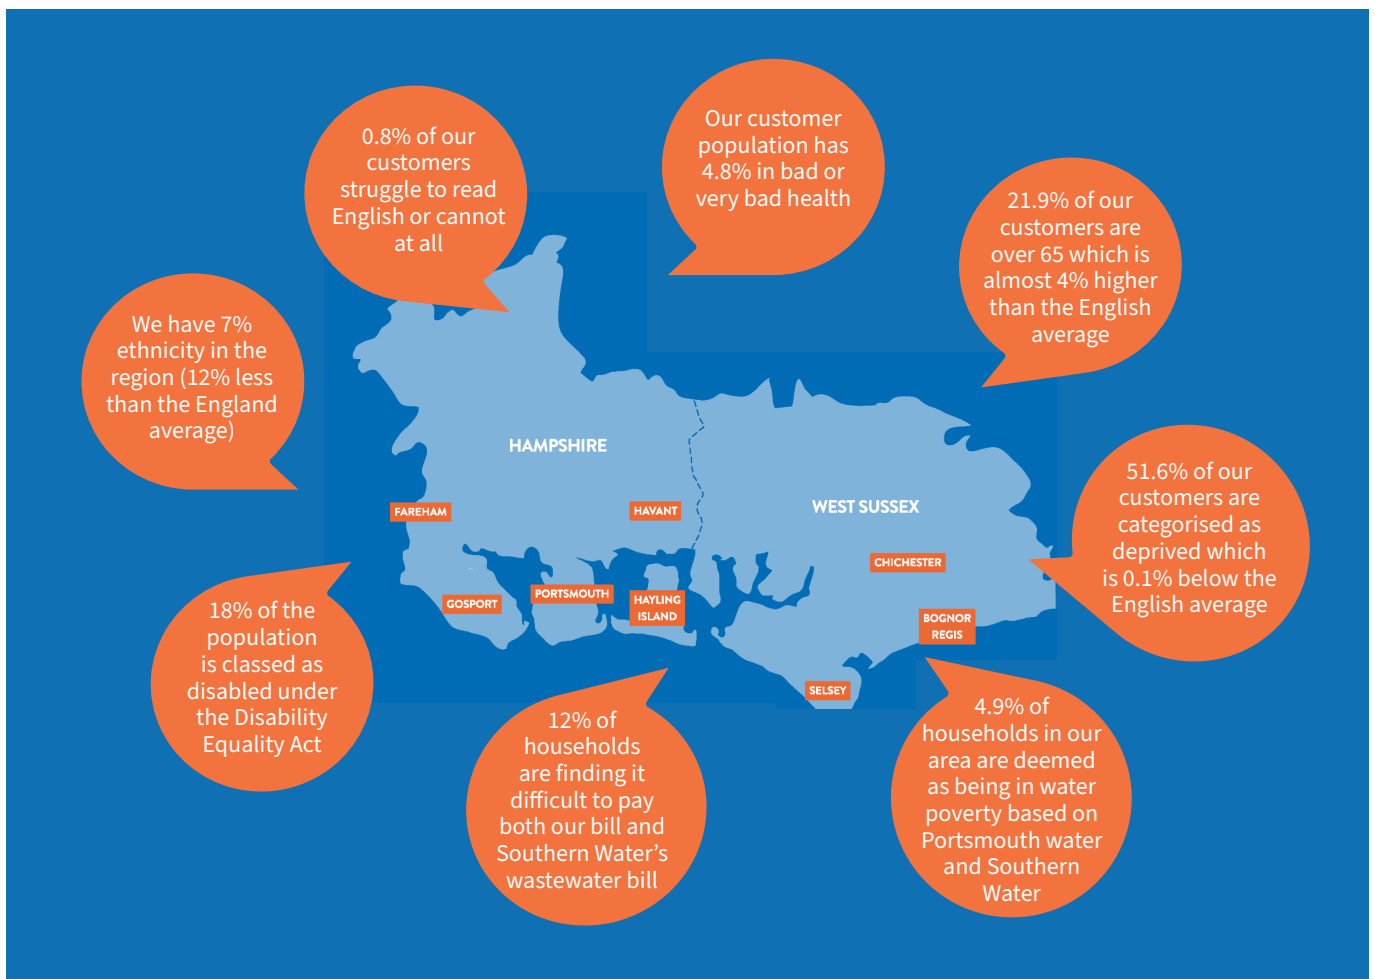 0.8% of our
customers
struggle to read
English or cannot
at all
Our customer
population has
4.8% in bad or
very bad health
21.9% of our
customers are
over 65 which is
almost 4% higher
than the English
average
We have 7%
ethnicity in the
region (12% less
than the England
average)
HAMPSHIRE
WEST SUSSEX
FAREHAM
HAVANT
CHICHESTER
GOSPORT
PORTSMOUTH
HAYLING
ISLAND
BOGNOR
REGIS
SELSEY
51.6% of our
customers are
categorised as
deprived which
is 0.1% below the
English average
18% of the
population
is classed as
disabled under
the Disability
Equality Act
12% of
households
are finding it
difficult to pay
both our bill and
Southern Water’s
wastewater bill
4.9% of
households in our
area are deemed
as being in water
poverty based on
Portsmouth water
and Southern
Water